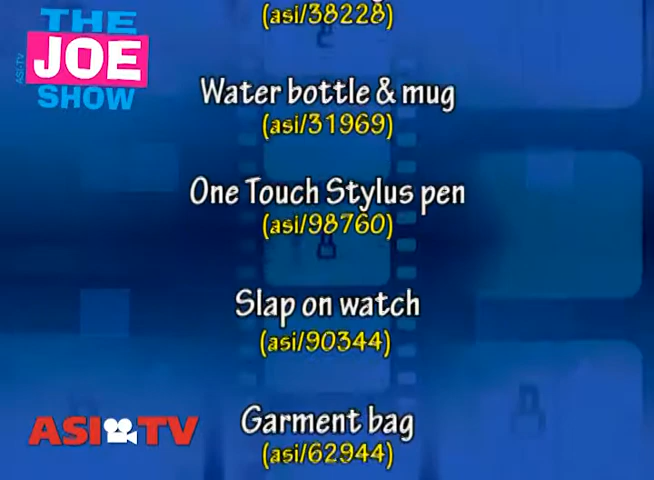 THE
JOE
SHOW
ASI-TV
(asi/38228)
Water bottle & mug
(asi/31969)
One Touch Stylus pen
(asi/98760)
Slap on watch
(asi/90344)
Garment bag
(asi/62944)
ASI TV